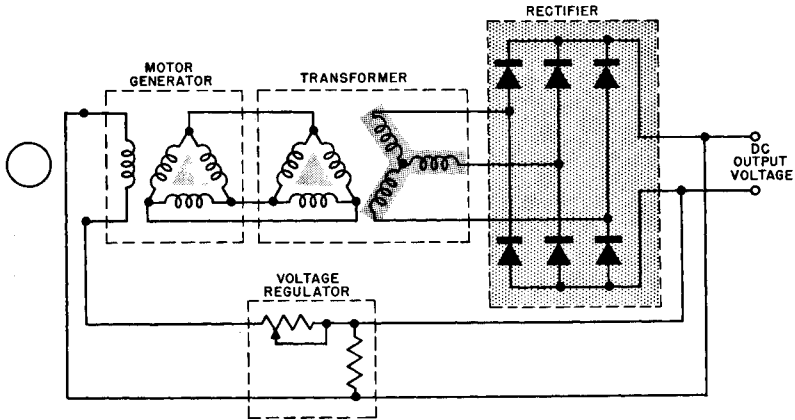 RECTIFIER
MOTOR
GENERATOR
TRANSFORMER
DC
OUTPUT
VOLTAGE
VOLTAGE
REGULATOR